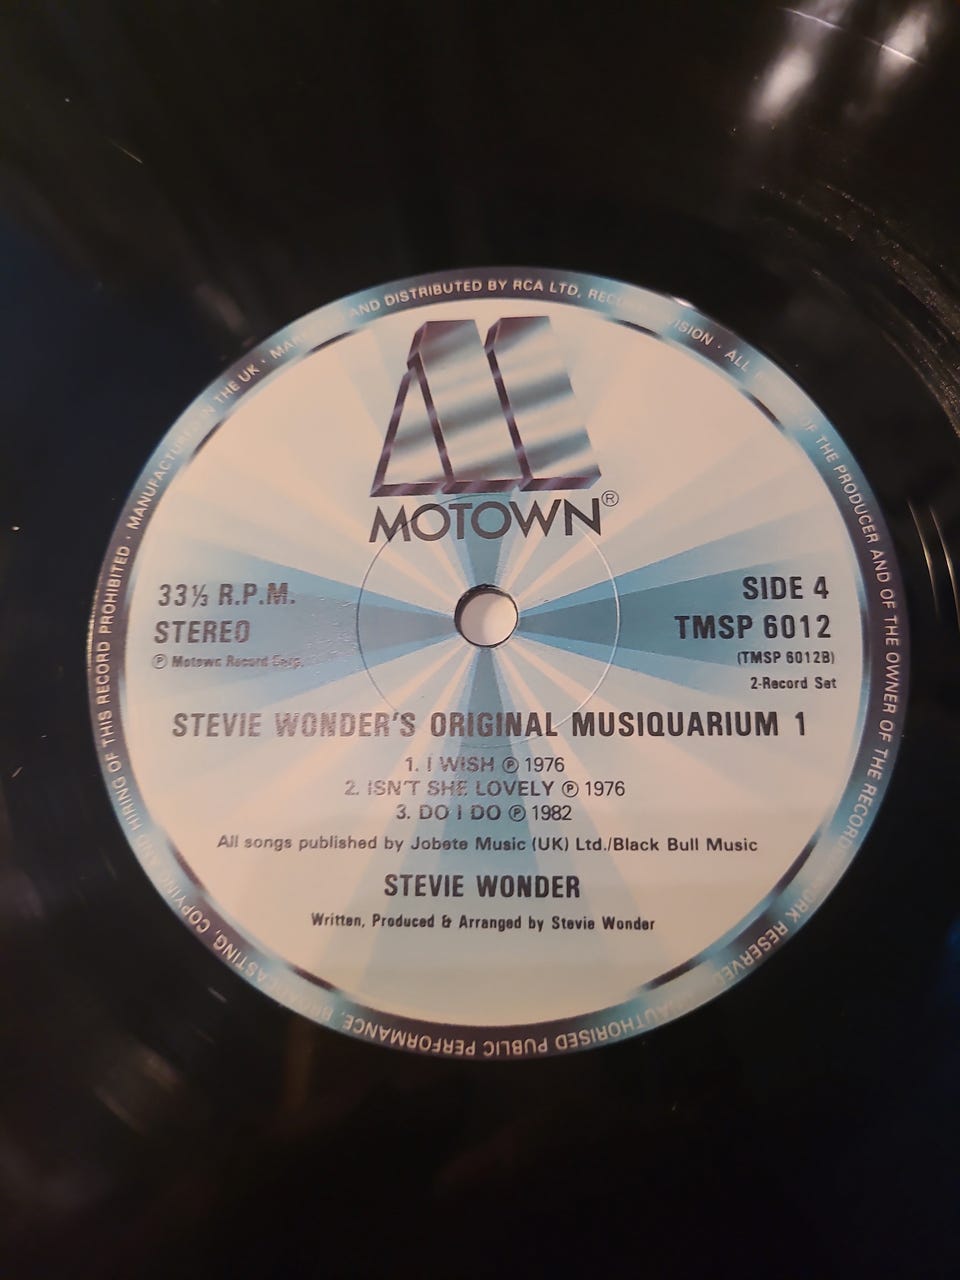 MOTOWN®
33⅓ R.P.M.
STEREO
℗ Motown Record Corp.
SIDE 4
TMSP 6012
(TMSP 6012B)
2-Record Set
STEVIE WONDER'S ORIGINAL MUSIQUARIUM 1
1. I WISH ℗ 1976
2. ISN'T SHE LOVELY ℗ 1976
3. DO I DO ℗ 1982
All songs published by Jobete Music (UK) Ltd./Black Bull Music
STEVIE WONDER
Written, Produced & Arranged by Stevie Wonder
MANUFACTURED IN THE UK · AND DISTRIBUTED BY RCA LTD, · ALL OF THE PRODUCER AND OF THE OWNER OF THE RECORDED WORK RESERVED PUBLIC PERFORMANCE, BROADCASTING, COPYING AND HIRING OF THIS RECORD PROHIBITED ·